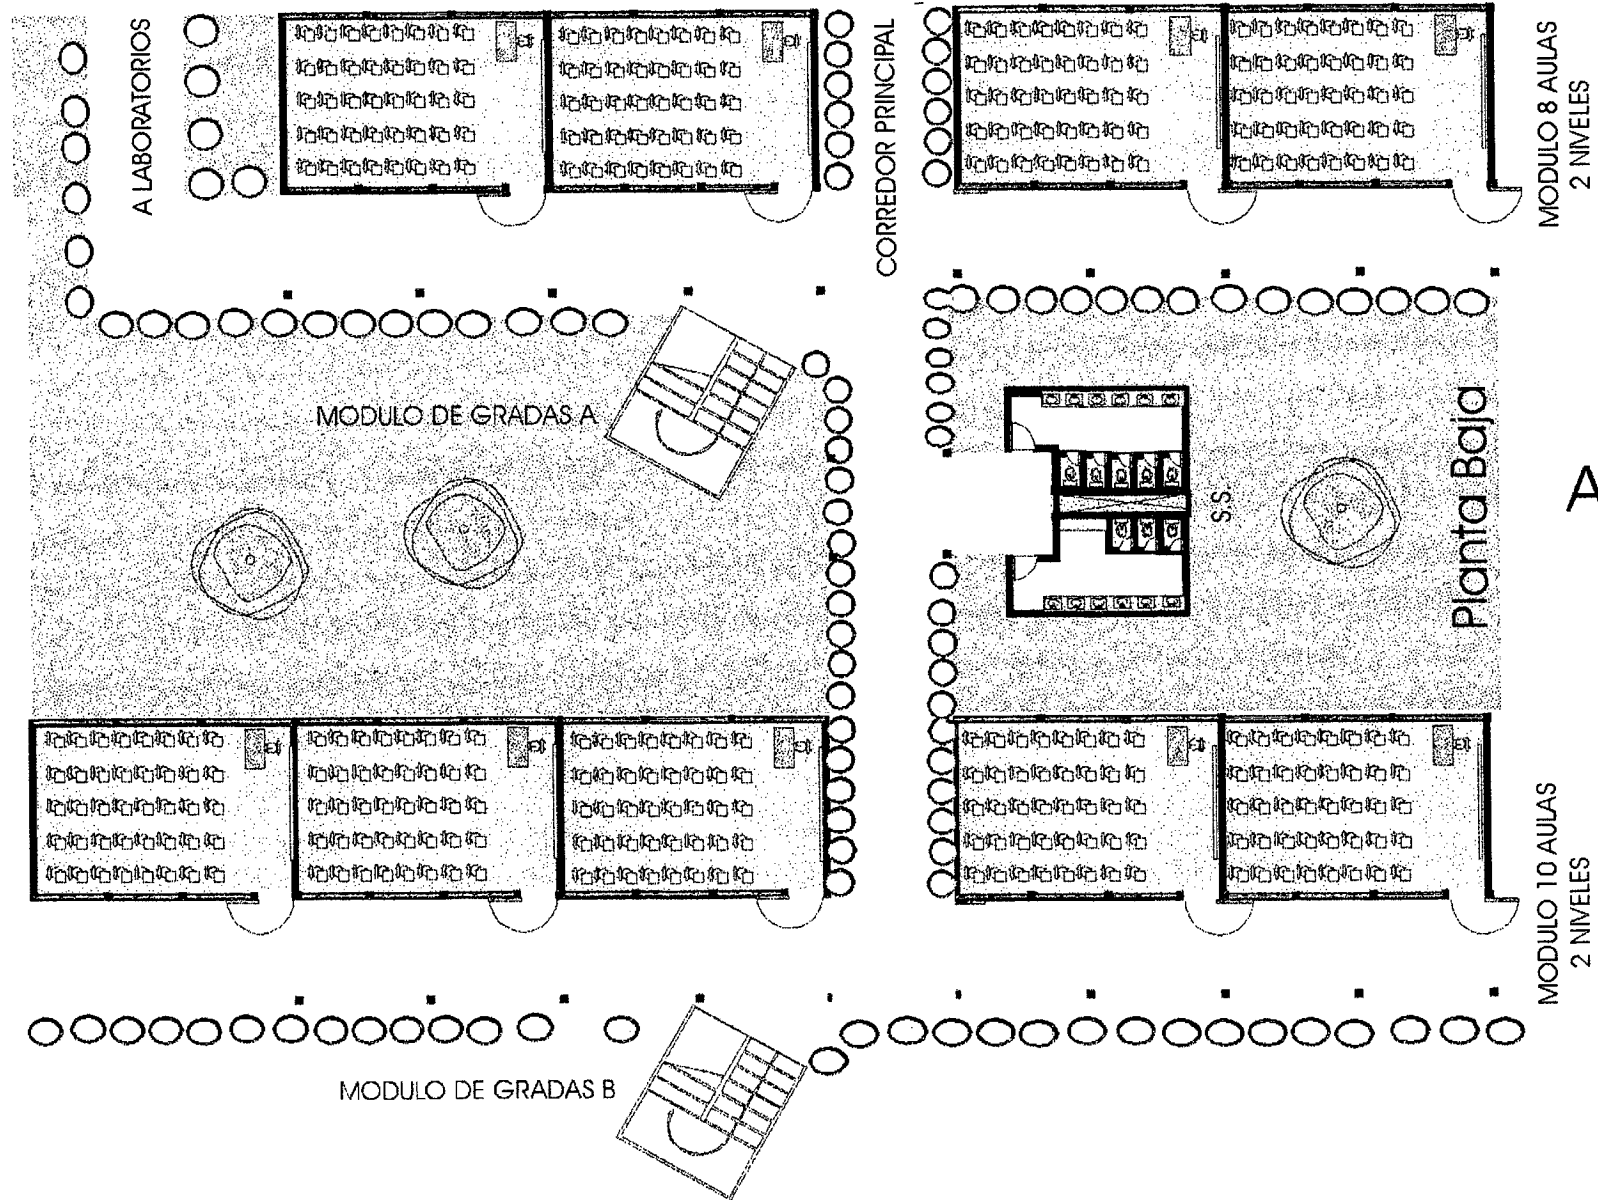 A LABORATORIOS
CORREDOR PRINCIPAL
MODULO 8 AULAS
2 NIVELES
MODULO DE GRADAS A
S.S.
Planta Baja
A
MODULO 10 AULAS
2 NIVELES
MODULO DE GRADAS B